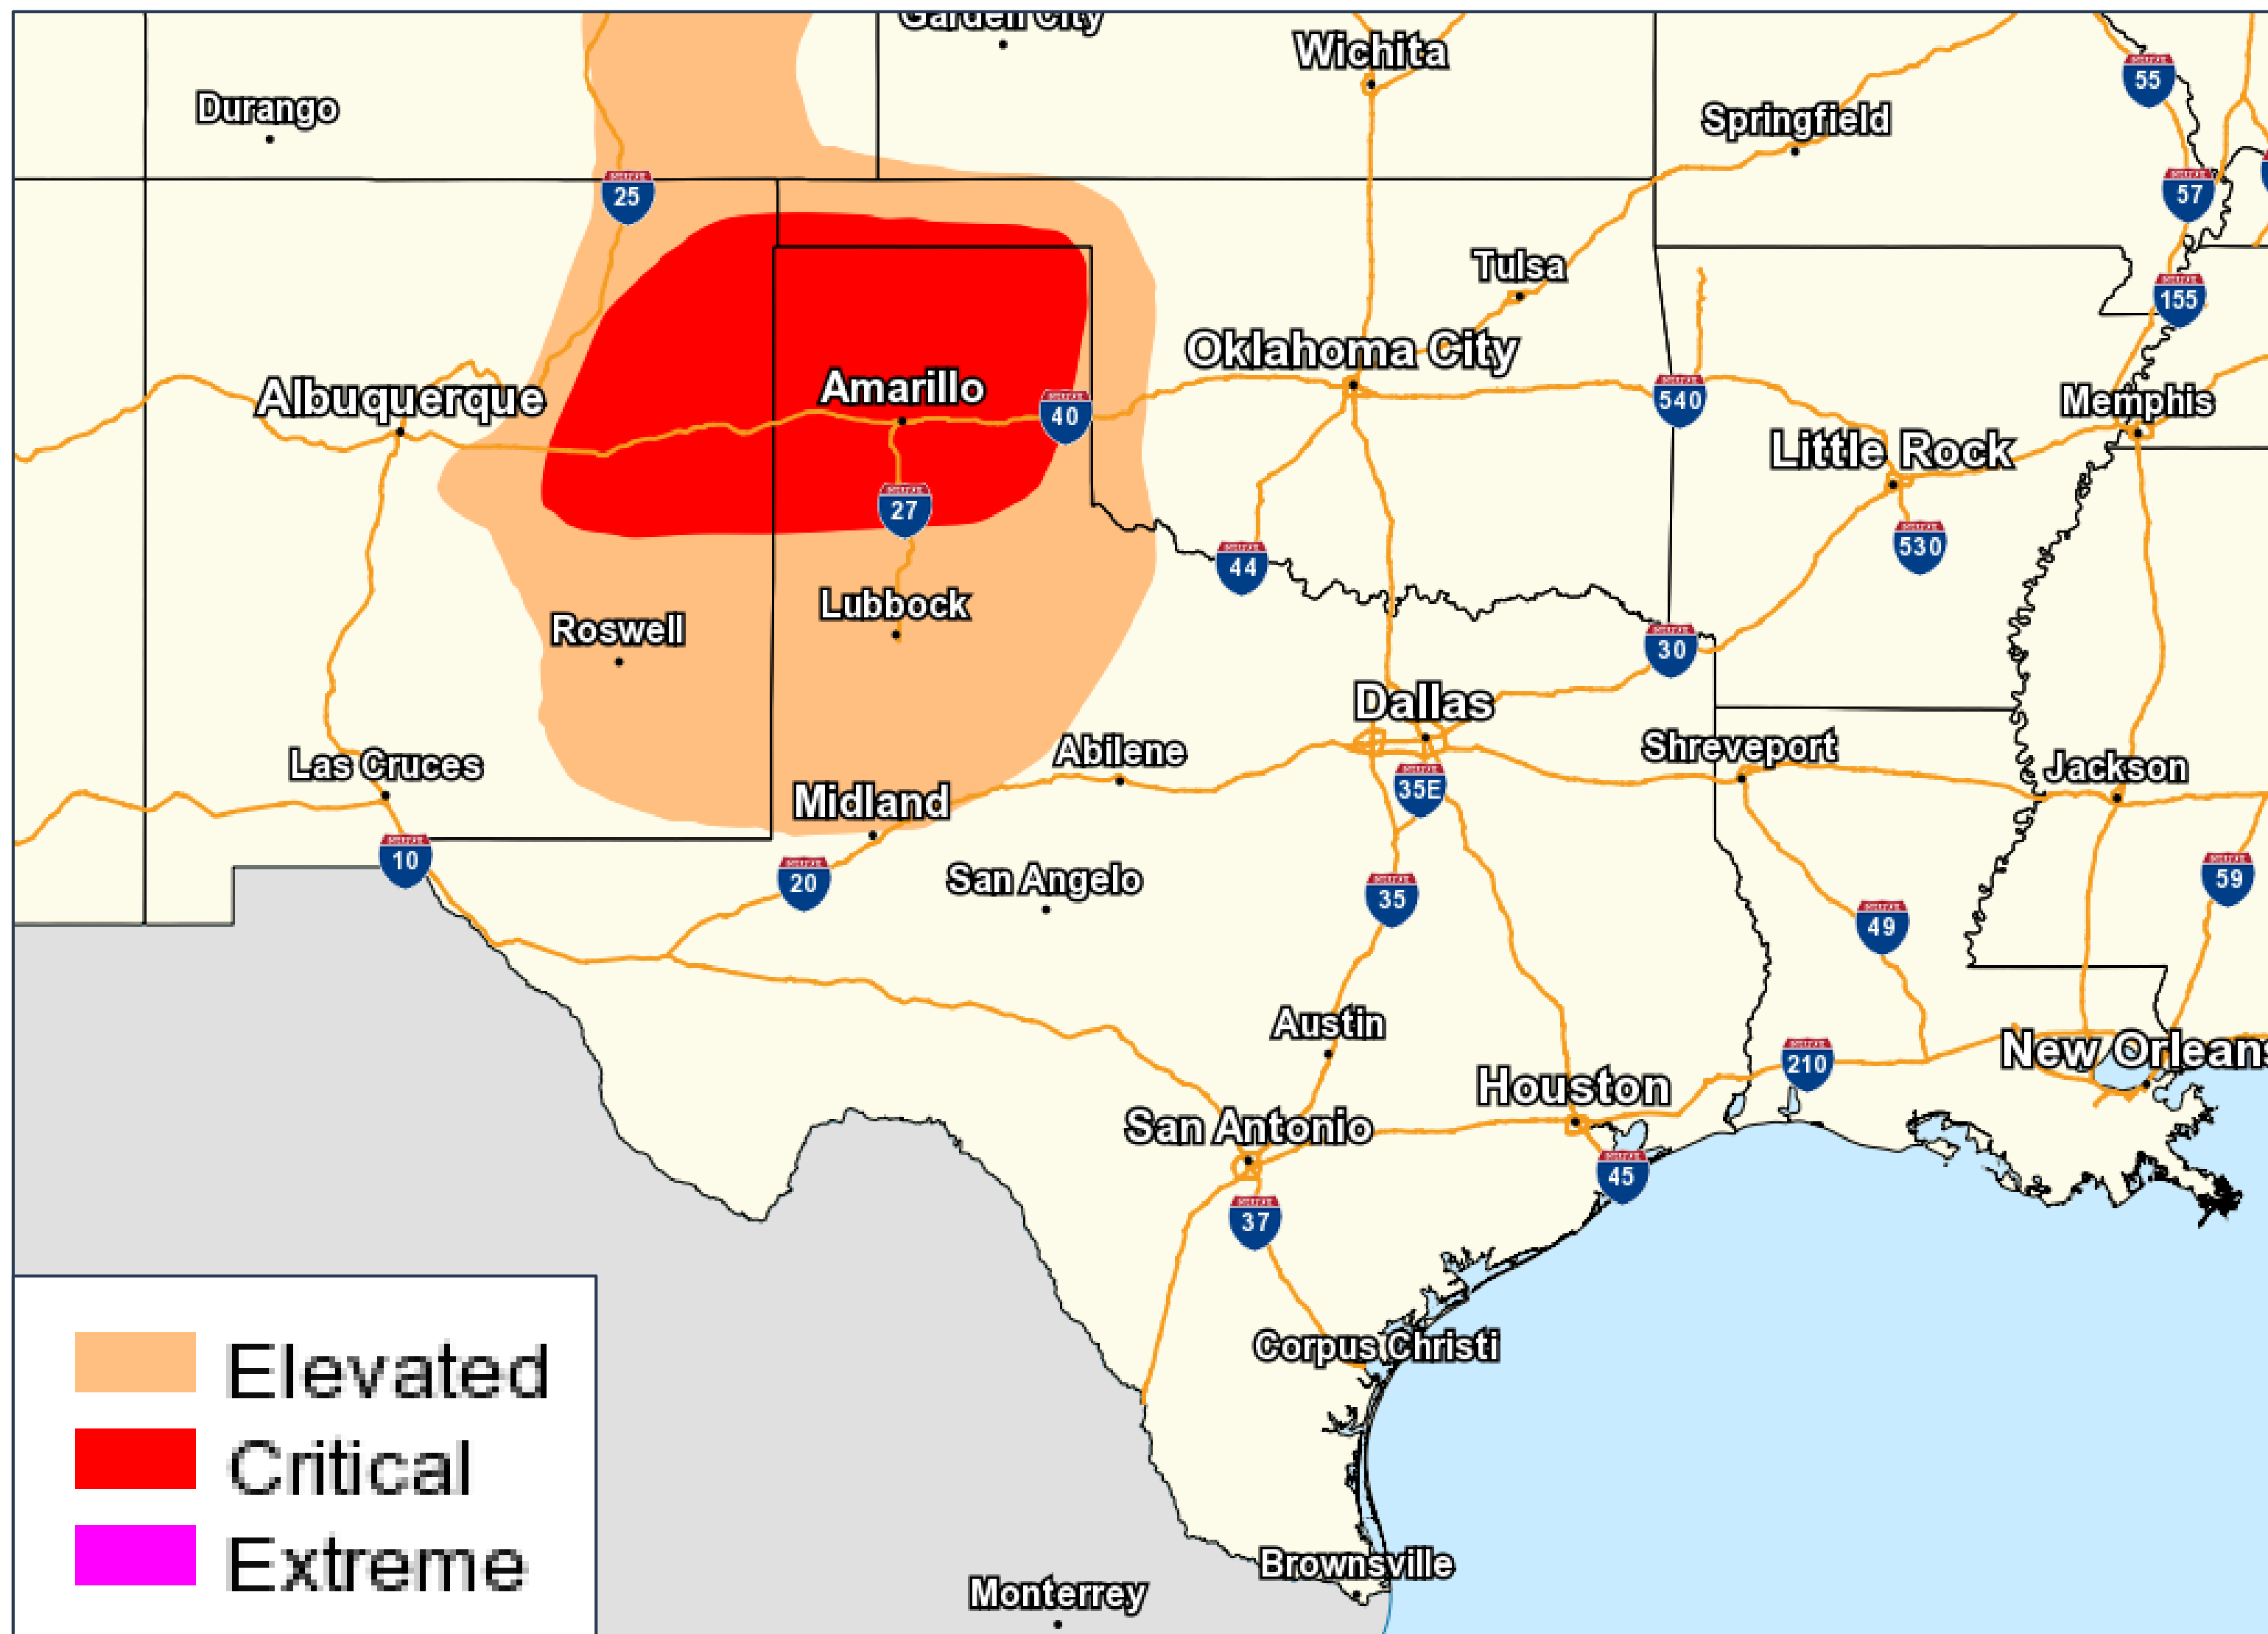 Garden City
Wichita
55
Durango
Springfield
25
57
Tulsa
155
Oklahoma City
Albuquerque
Amarillo
40
540
Memphis
Little Rock
27
530
44
Lubbock
Roswell
30
Dallas
Abilene
Shreveport
Las Cruces
Jackson
Midland
35E
10
20
San Angelo
35
59
49
Austin
New Orleans
210
Houston
San Antonio
45
37
Corpus Christi
Elevated
Critical
Extreme
Brownsville
Monterrey